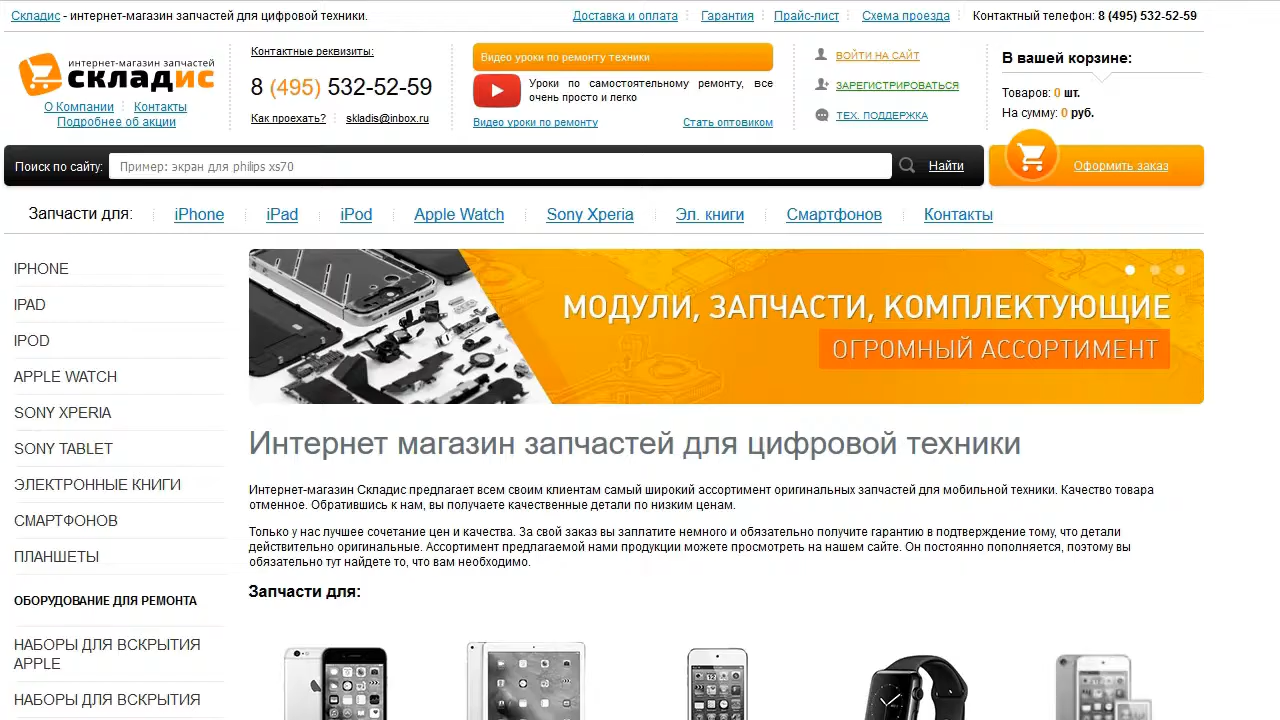 Складис - интернет-магазин запчастей для цифровой техники.
Доставка и оплата
Гарантия
Прайс-лист
Схема проезда
Контактный телефон: 8 (495) 532-52-59
интернет-магазин запчастей
складис
О Компании
Контакты
Подробнее об акции
Контактные реквизиты:
8 (495) 532-52-59
Как проехать?
skladis@inbox.ru
Видео уроки по ремонту техники
Уроки по самостоятельному ремонту, все
очень просто и легко
Видео уроки по ремонту
Стать оптовиком
ВОЙТИ НА САЙТ
ЗАРЕГИСТРИРОВАТЬСЯ
ТЕХ. ПОДДЕРЖКА
В вашей корзине:
Товаров: 0 шт.
На сумму: 0 руб.
Поиск по сайту:
Пример: экран для philips xs70
Найти
Оформить заказ
Запчасти для:
iPhone
iPad
iPod
Apple Watch
Sony Xperia
Эл. книги
Смартфонов
Контакты
IPHONE
IPAD
IPOD
APPLE WATCH
SONY XPERIA
SONY TABLET
ЭЛЕКТРОННЫЕ КНИГИ
СМАРТФОНОВ
ПЛАНШЕТЫ
ОБОРУДОВАНИЕ ДЛЯ РЕМОНТА
НАБОРЫ ДЛЯ ВСКРЫТИЯ
APPLE
НАБОРЫ ДЛЯ ВСКРЫТИЯ
МОДУЛИ, ЗАПЧАСТИ, КОМПЛЕКТУЮЩИЕ
ОГРОМНЫЙ АССОРТИМЕНТ
Интернет магазин запчастей для цифровой техники
Интернет-магазин Складис предлагает всем своим клиентам самый широкий ассортимент оригинальных запчастей для мобильной техники. Качество товара
отменное. Обратившись к нам, вы получаете качественные детали по низким ценам.
Только у нас лучшее сочетание цен и качества. За свой заказ вы заплатите немного и обязательно получите гарантию в подтверждение тому, что детали
действительно оригинальные. Ассортимент предлагаемой нами продукции можете просмотреть на нашем сайте. Он постоянно пополняется, поэтому вы
обязательно тут найдете то, что вам необходимо.
Запчасти для: